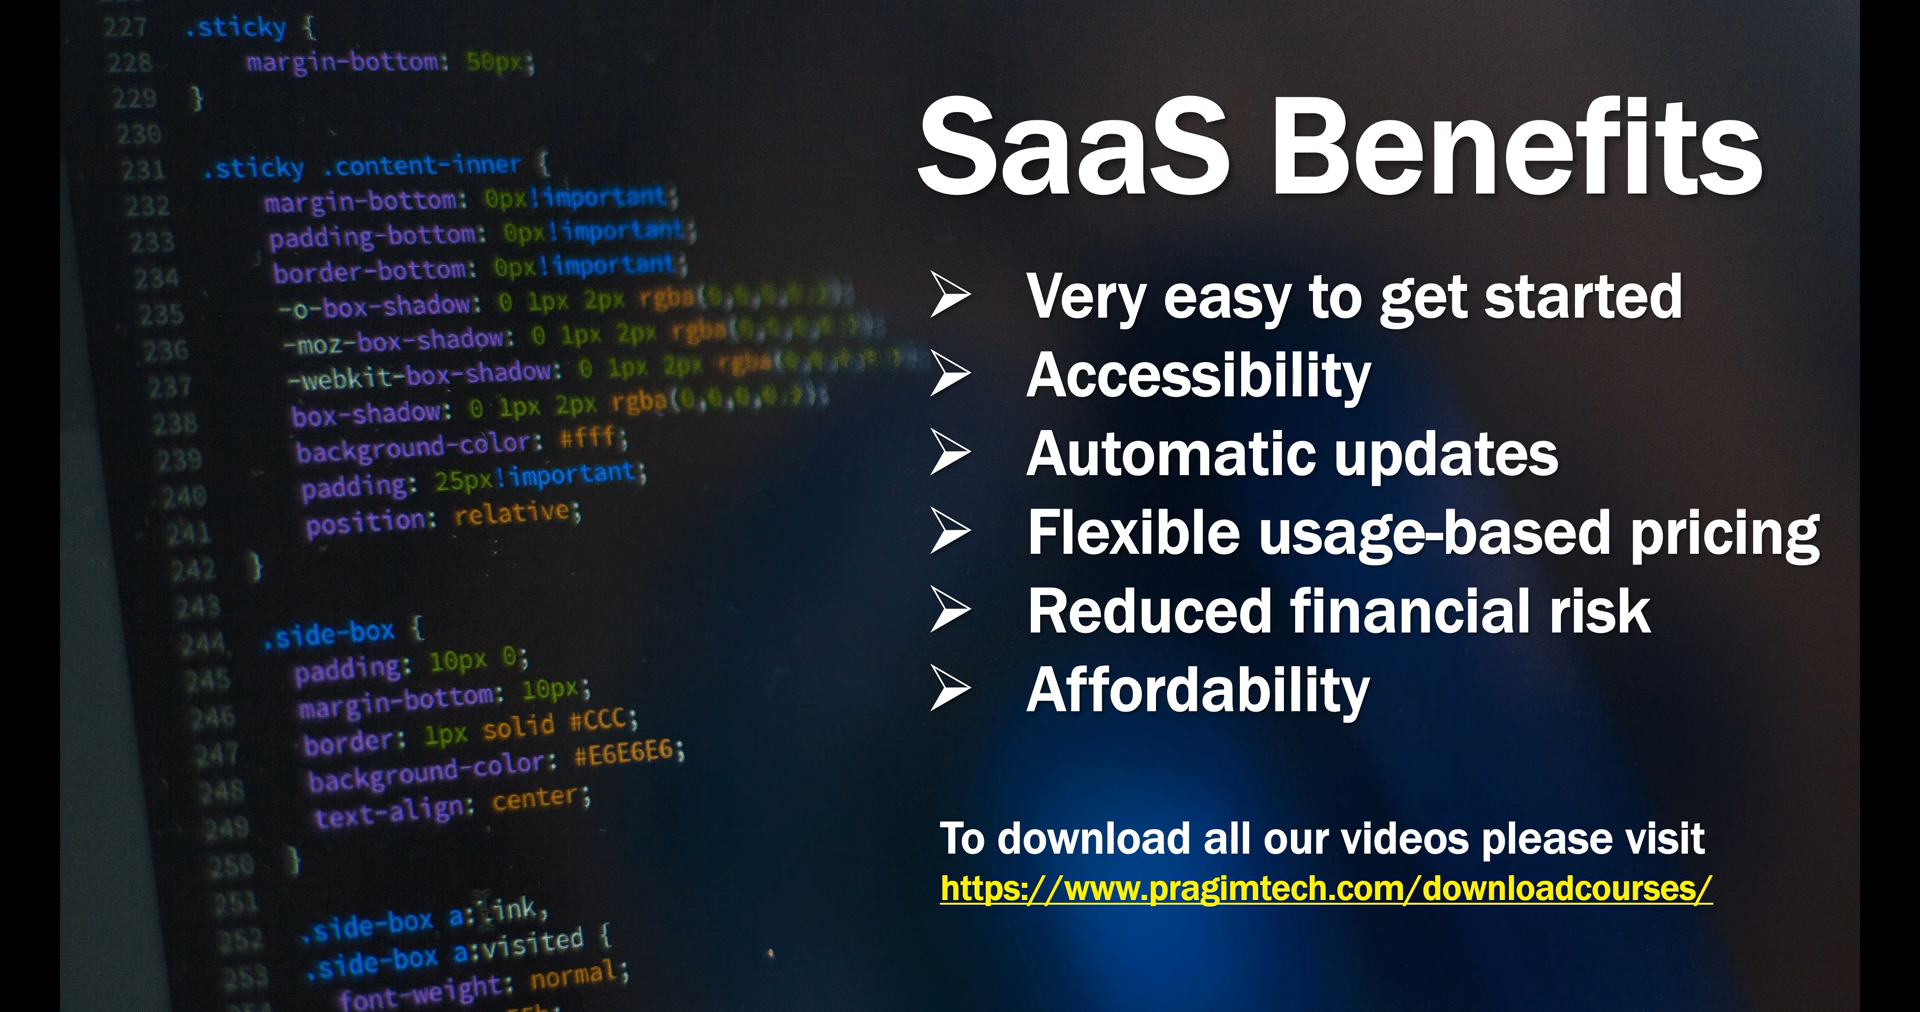 227 .sticky {
228 margin-bottom: 50px;
229 }
230
231 .sticky .content-inner {
232 margin-bottom: 0px!important;
233 padding-bottom: 0px!important;
234 border-bottom: 0px!important;
235 -o-box-shadow: 0 1px 2px rgba(
236 -moz-box-shadow: 0 1px 2px rgba(
237 -webkit-box-shadow: 0 1px 2px rgba(
238 box-shadow: 0 1px 2px rgba(
239 background-color: #fff;
240 padding: 25px!important;
241 position: relative;
242 }
243
244 .side-box {
245 padding: 10px 0;
246 margin-bottom: 10px;
247 border: 1px solid #CCC;
248 background-color: #E6E6E6;
249 text-align: center;
250 }
251
252 .side-box
253 .side-box a:visited {
font-weight: normal;
SaaS Benefits
➢ Very easy to get started
➢ Accessibility
➢ Automatic updates
➢ Flexible usage-based pricing
➢ Reduced financial risk
➢ Affordability
To download all our videos please visit
https://www.pragimtech.com/downloadcourses/